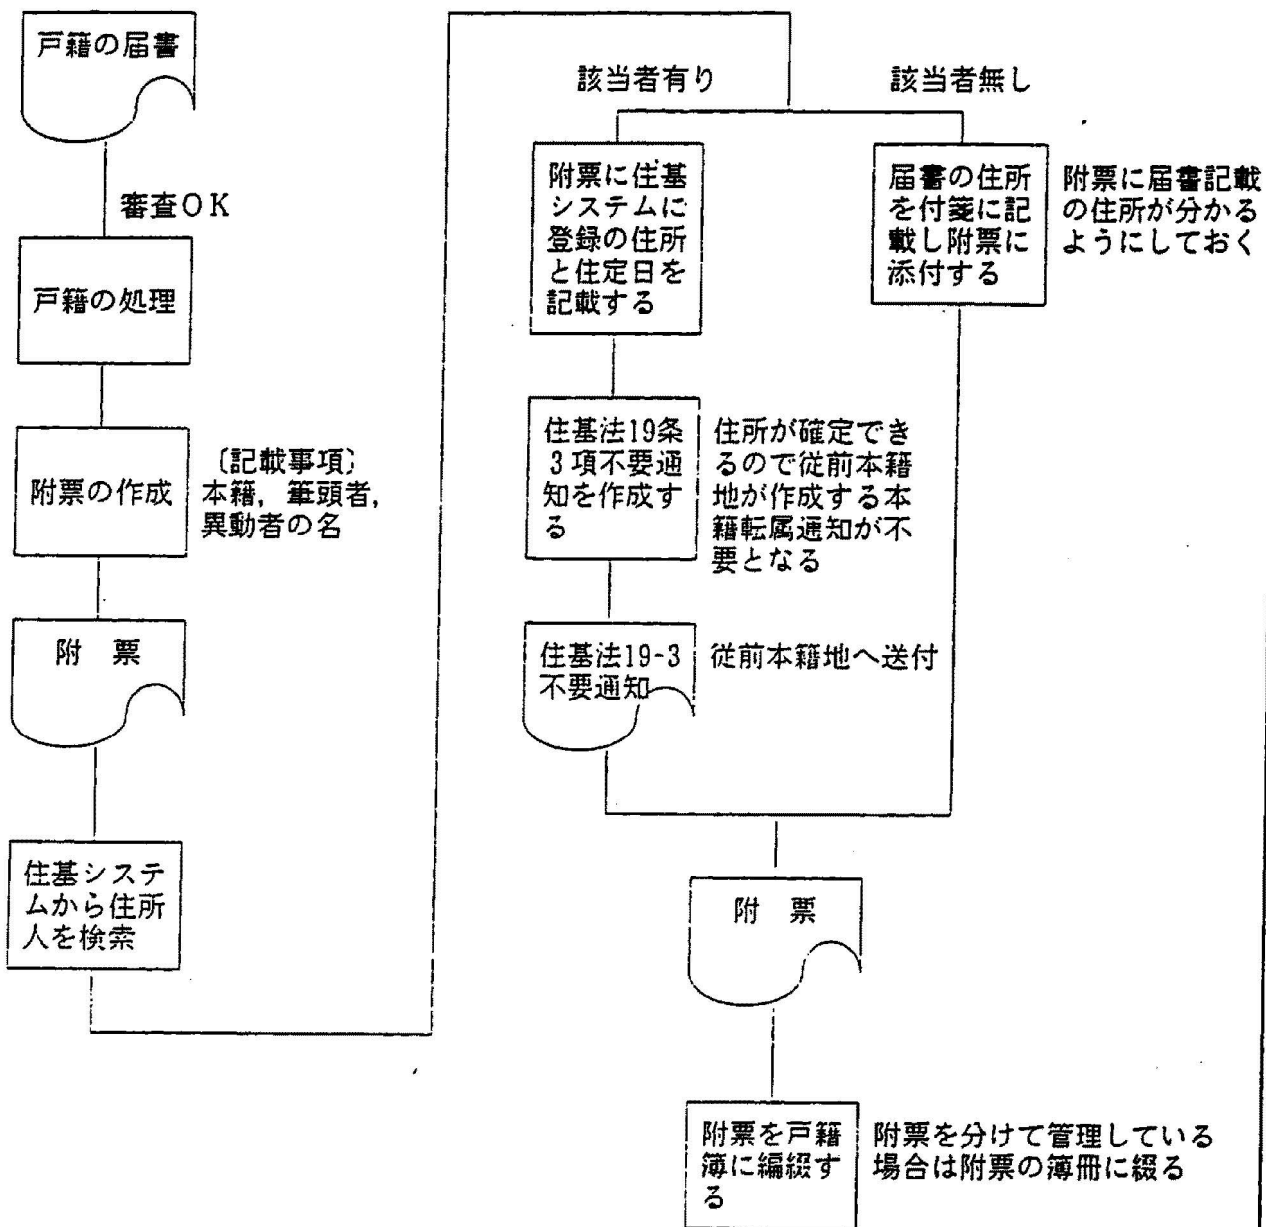 戸籍の届書
審査OK
戸籍の処理
附票の作成
〔記載事項〕
本籍，筆頭者，
異動者の名
附　票
住基システ
ムから住所
人を検索
該当者有り
該当者無し
附票に住基
システムに
登録の住所
と住定日を
記載する
届書の住所
を付箋に記
載し附票に
添付する
附票に届書記載
の住所が分かる
ようにしておく
住基法19条
3項不要通
知を作成す
る
住所が確定でき
るので従前本籍
地が作成する本
籍転属通知が不
要となる
住基法19-3
不要通知
従前本籍地へ送付
附　票
附票を戸籍
簿に編綴す
る
附票を分けて管理している
場合は附票の簿冊に綴る